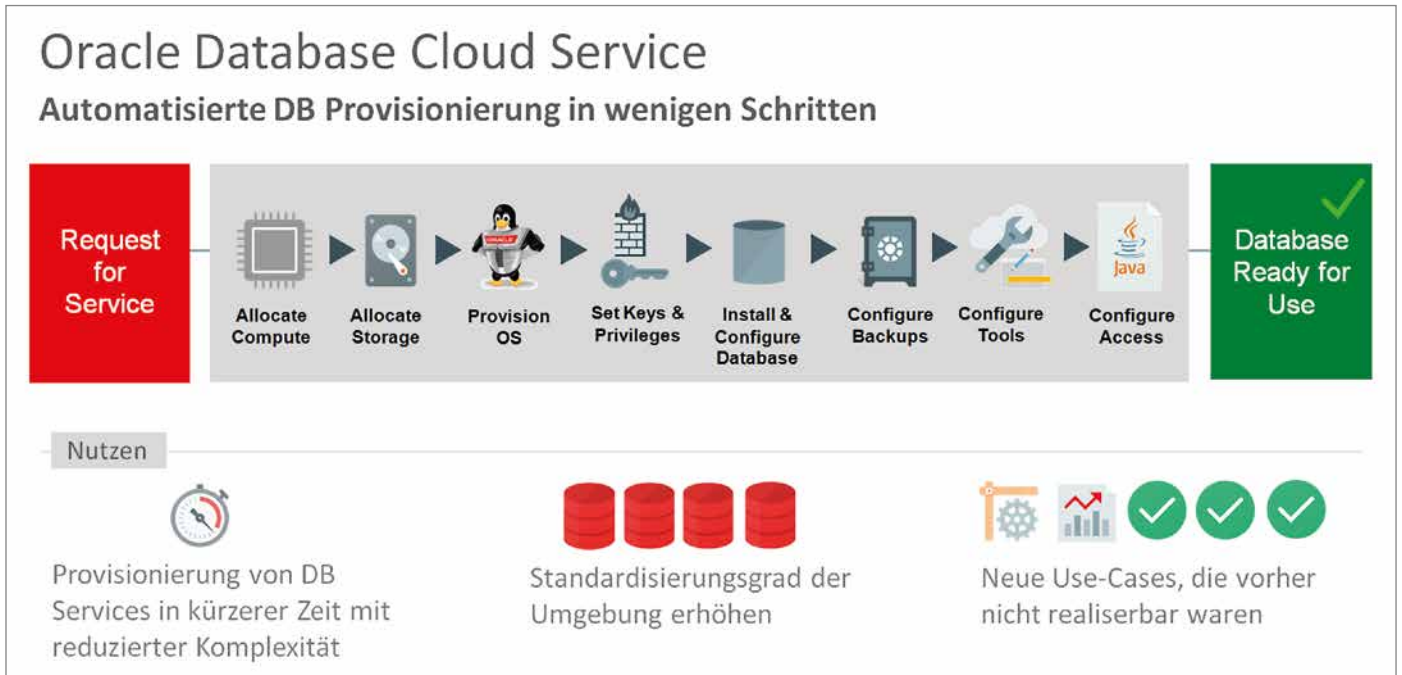 Oracle Database Cloud Service
Automatisierte DB Provisionierung in wenigen Schritten
Request
for
Service
Allocate
Compute
Allocate
Storage
ORACLE
Provision
OS
Set Keys &
Privileges
Install &
Configure
Database
Configure
Backups
Configure
Tools
Java
Configure
Access
Database
Ready for
Use
Nutzen
Provisionierung von DB
Services in kürzerer Zeit mit
reduzierter Komplexität
Standardisierungsgrad der
Umgebung erhöhen
Neue Use-Cases, die vorher
nicht realiserbar waren